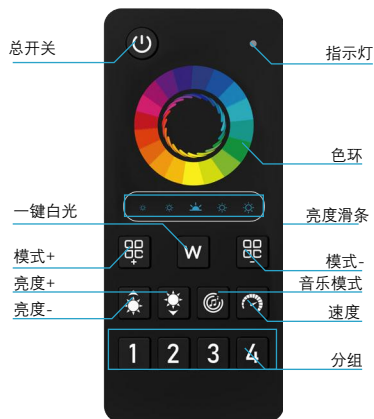 总开关
指示灯
色环
一键白光
亮度滑条
W
模式+
模式-
亮度+
音乐模式
亮度-
速度
1 2 3 4
分组